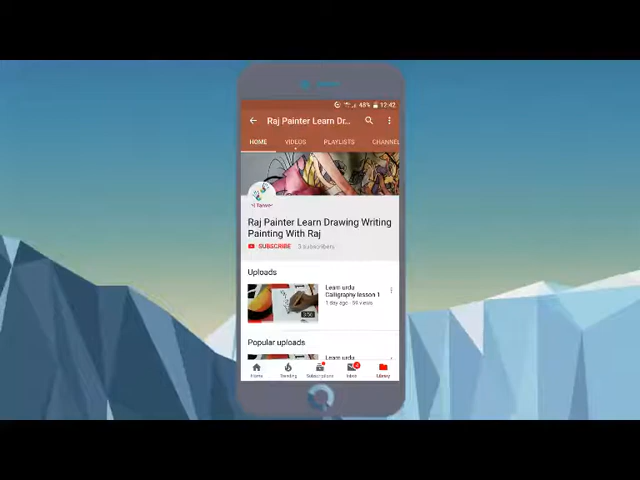 48% 12:42
Raj Painter Learn Dr...
HOME VIDEOS PLAYLISTS CHANNEL
Raj Painter Learn Drawing Writing
Painting With Raj
SUBSCRIBE 3 subscribers
Uploads
Learn urdu
Calligraphy lesson 1
1 day ago
views
Popular uploads
Learn urdu
Home Trending Subscriptions Inbox Library